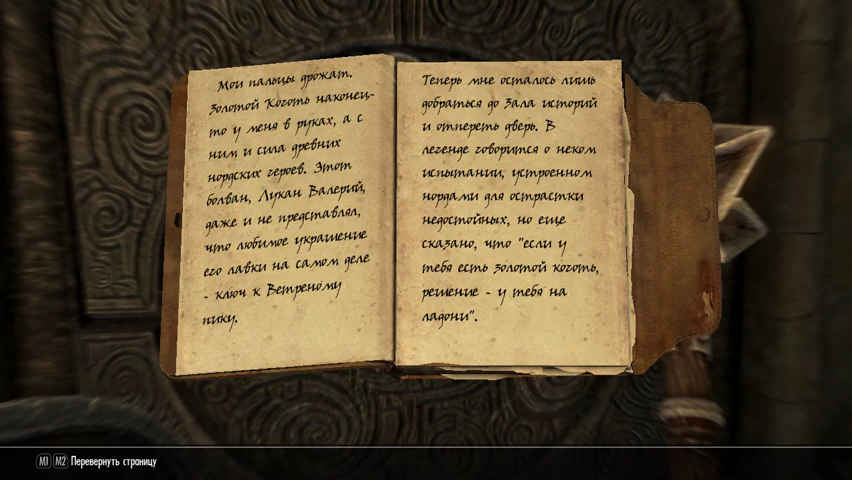 Мои пальцы дрожат.
Золотой Коготь наконец-
то у меня в руках, а с
ним и сила древних
нордских героев. Этот
болван, Лукан Валерий,
даже и не представлял,
что любимое украшение
его лавки на самом деле
- ключ к Ветреному
пику.
Теперь мне осталось лишь
добраться до Зала историй
и отпереть дверь. В
легенде говорится о неком
испытании, устроенном
нордами для острастки
недостойных, но еще
сказано, что "если у
тебя есть золотой коготь,
решение - у тебя на
ладони".
M1 M2 Перевернуть страницу